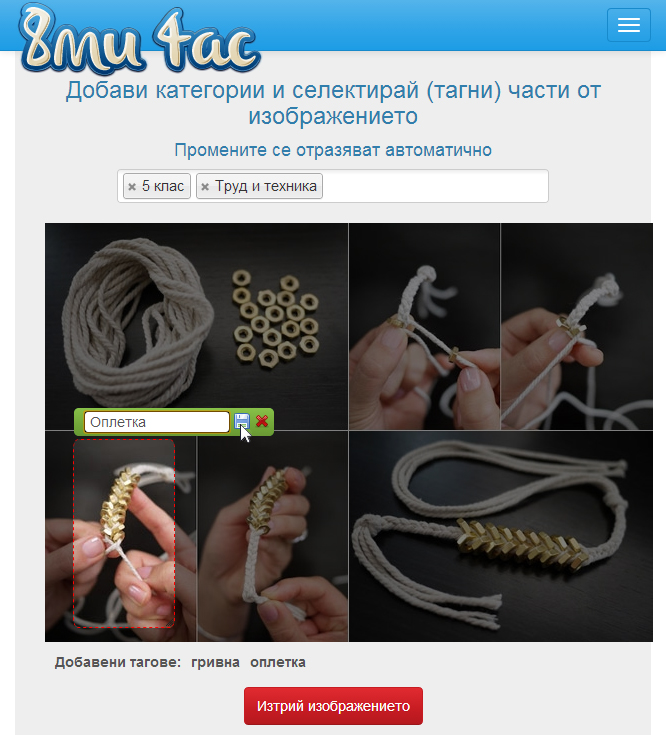 8ми час
Добави категории и селектирай (тагни) части от
изображението
Промените се отразяват автоматично
× 5 клас × Труд и техника
Оплетка
Добавени тагове: гривна оплетка
Изтрий изображението